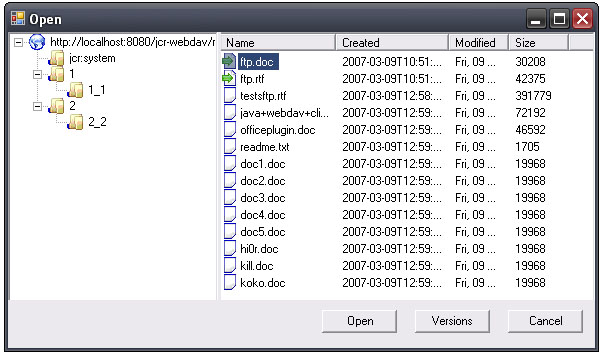 Open
http://localhost:8080/jcr-webdav/r
jcr:system
1
1_1
2
2_2
Name Created Modified Size
ftp.doc 2007-03-09T10:51:... Fri, 09 ... 30208
ftp.rtf 2007-03-09T10:51:... Fri, 09 ... 42375
testsftp.rtf 2007-03-09T12:58:... Fri, 09 ... 391779
java+webdav+cli... 2007-03-09T12:59:... Fri, 09 ... 72192
officeplugin.doc 2007-03-09T12:59:... Fri, 09 ... 46592
readme.txt 2007-03-09T12:59:... Fri, 09 ... 1705
doc1.doc 2007-03-09T12:59:... Fri, 09 ... 19968
doc2.doc 2007-03-09T12:59:... Fri, 09 ... 19968
doc3.doc 2007-03-09T12:59:... Fri, 09 ... 19968
doc4.doc 2007-03-09T12:59:... Fri, 09 ... 19968
doc5.doc 2007-03-09T12:59:... Fri, 09 ... 19968
hi0r.doc 2007-03-09T12:59:... Fri, 09 ... 19968
kill.doc 2007-03-09T12:59:... Fri, 09 ... 19968
koko.doc 2007-03-09T12:59:... Fri, 09 ... 19968
Open Versions Cancel